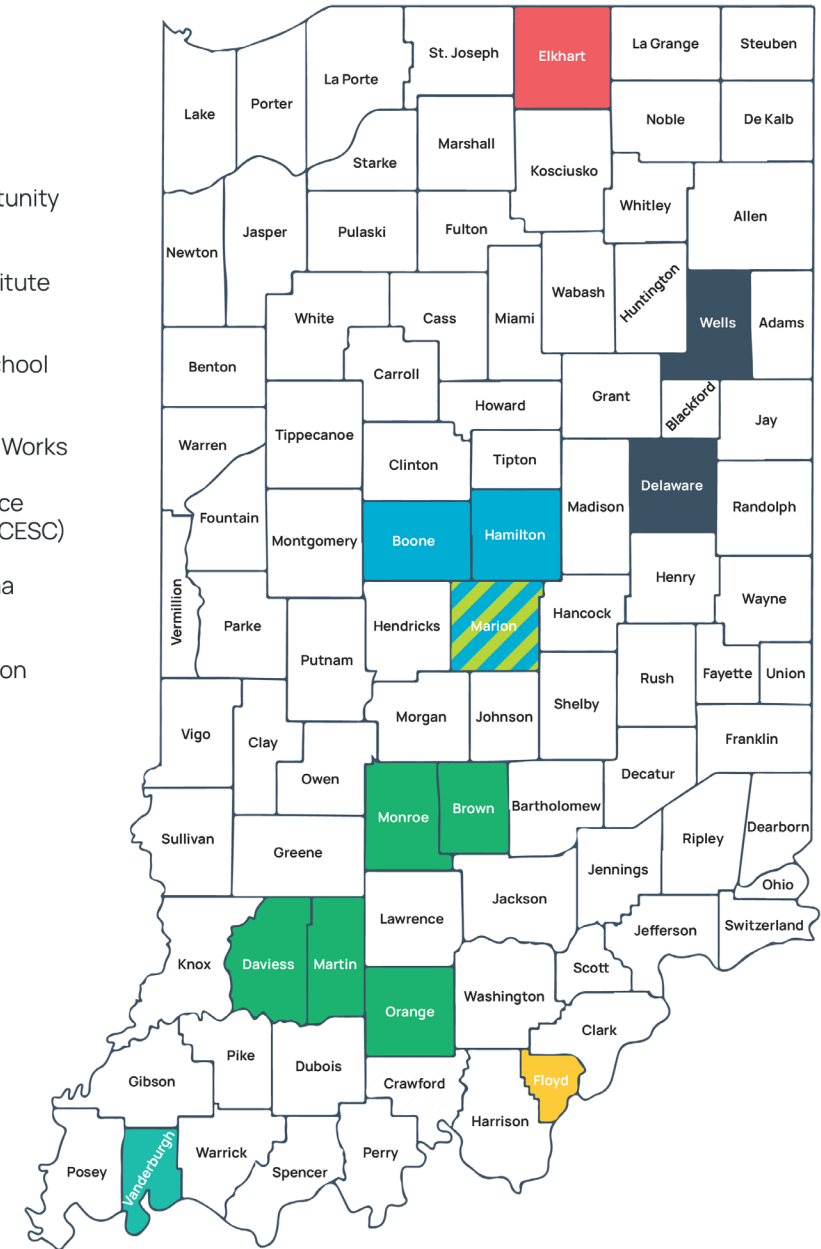 St. Joseph
Elkhart
La Grange
Steuben
La Porte
Porter
Lake
Noble
De Kalb
Marshall
Starke
Kosciusko
tunity
Whitley
Allen
Jasper
Pulaski
Fulton
Newton
itute
Wabash
Huntington
White
Cass
Miami
Wells
Adams
chool
Benton
Carroll
Grant
Blackford
Howard
Jay
Works
Warren
Tippecanoe
Clinton
Tipton
Delaware
ce
Fountain
Madison
Randolph
CESC)
Montgomery
Boone
Hamilton
Henry
na
Vermillion
Parke
Hendricks
Marion
Hancock
Wayne
on
Putnam
Rush
Fayette
Union
Vigo
Clay
Morgan
Johnson
Shelby
Franklin
Owen
Decatur
Monroe
Brown
Bartholomew
Sullivan
Greene
Ripley
Dearborn
Jennings
Ohio
Lawrence
Jackson
Jefferson
Switzerland
Knox
Daviess
Martin
Scott
Washington
Orange
Clark
Pike
Dubois
Gibson
Crawford
Floyd
Harrison
Posey
Vanderburgh
Warrick
Spencer
Perry